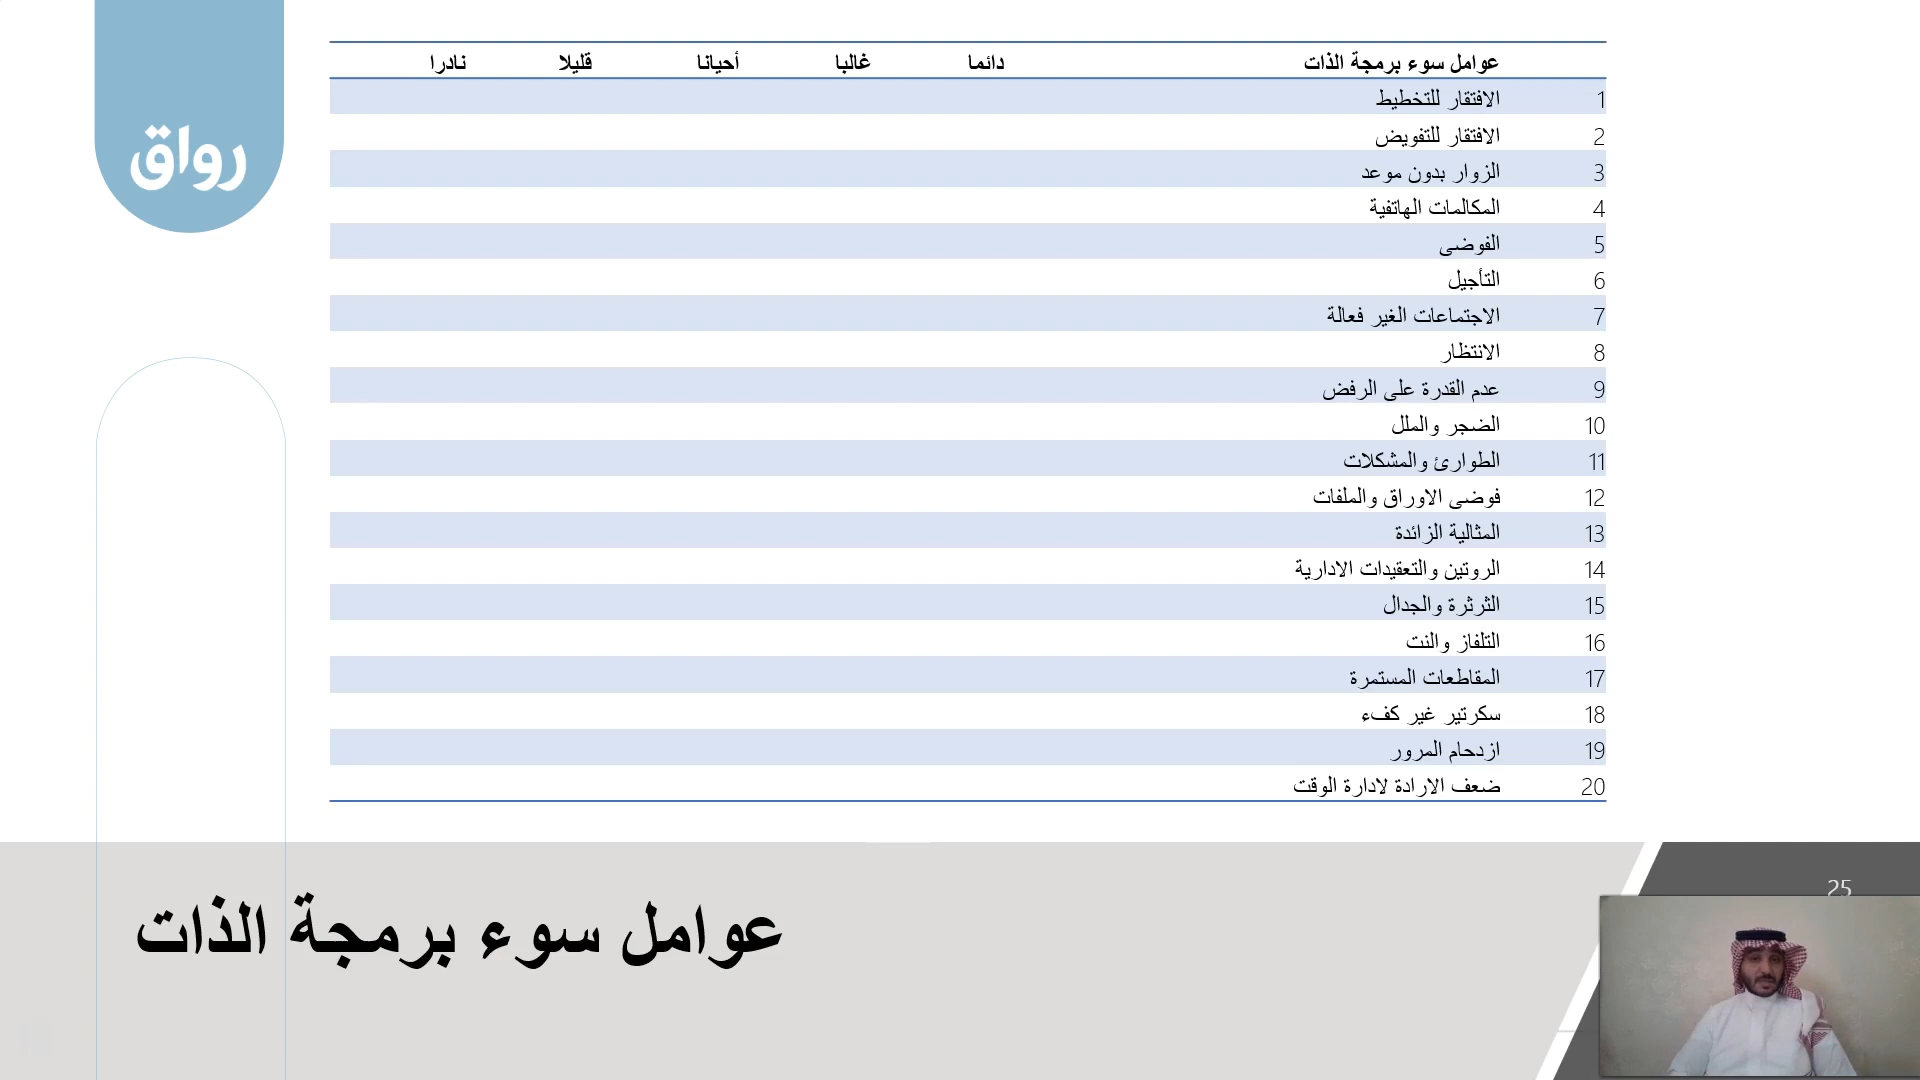 رواق
عوامل سوء برمجة الذات دائما غالبا أحيانا قليلا نادرا
1 الافتقار للتخطيط
2 الافتقار للتفويض
3 الزوار بدون موعد
4 المكالمات الهاتفية
5 الفوضى
6 التأجيل
7 الاجتماعات الغير فعالة
8 الانتظار
9 عدم القدرة على الرفض
10 الضجر والملل
11 الطوارئ والمشكلات
12 فوضى الاوراق والملفات
13 المثالية الزائدة
14 الروتين والتعقيدات الادارية
15 الثرثرة والجدال
16 التلفاز والنت
17 المقاطعات المستمرة
18 سكرتير غير كفء
19 ازدحام المرور
20 ضعف الارادة لادارة الوقت
عوامل سوء برمجة الذات
25